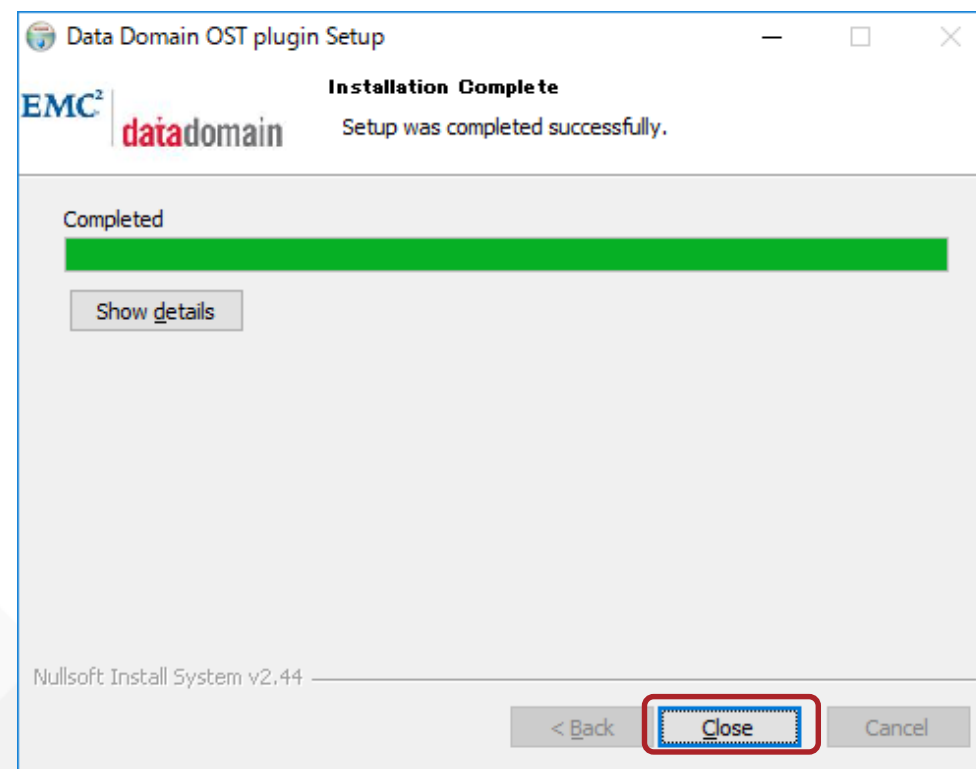 Data Domain OST plugin Setup
EMC²
datadomain
Installation Complete
Setup was completed successfully.
Completed
Show details
Nullsoft Install System v2.44
< Back
Close
Cancel